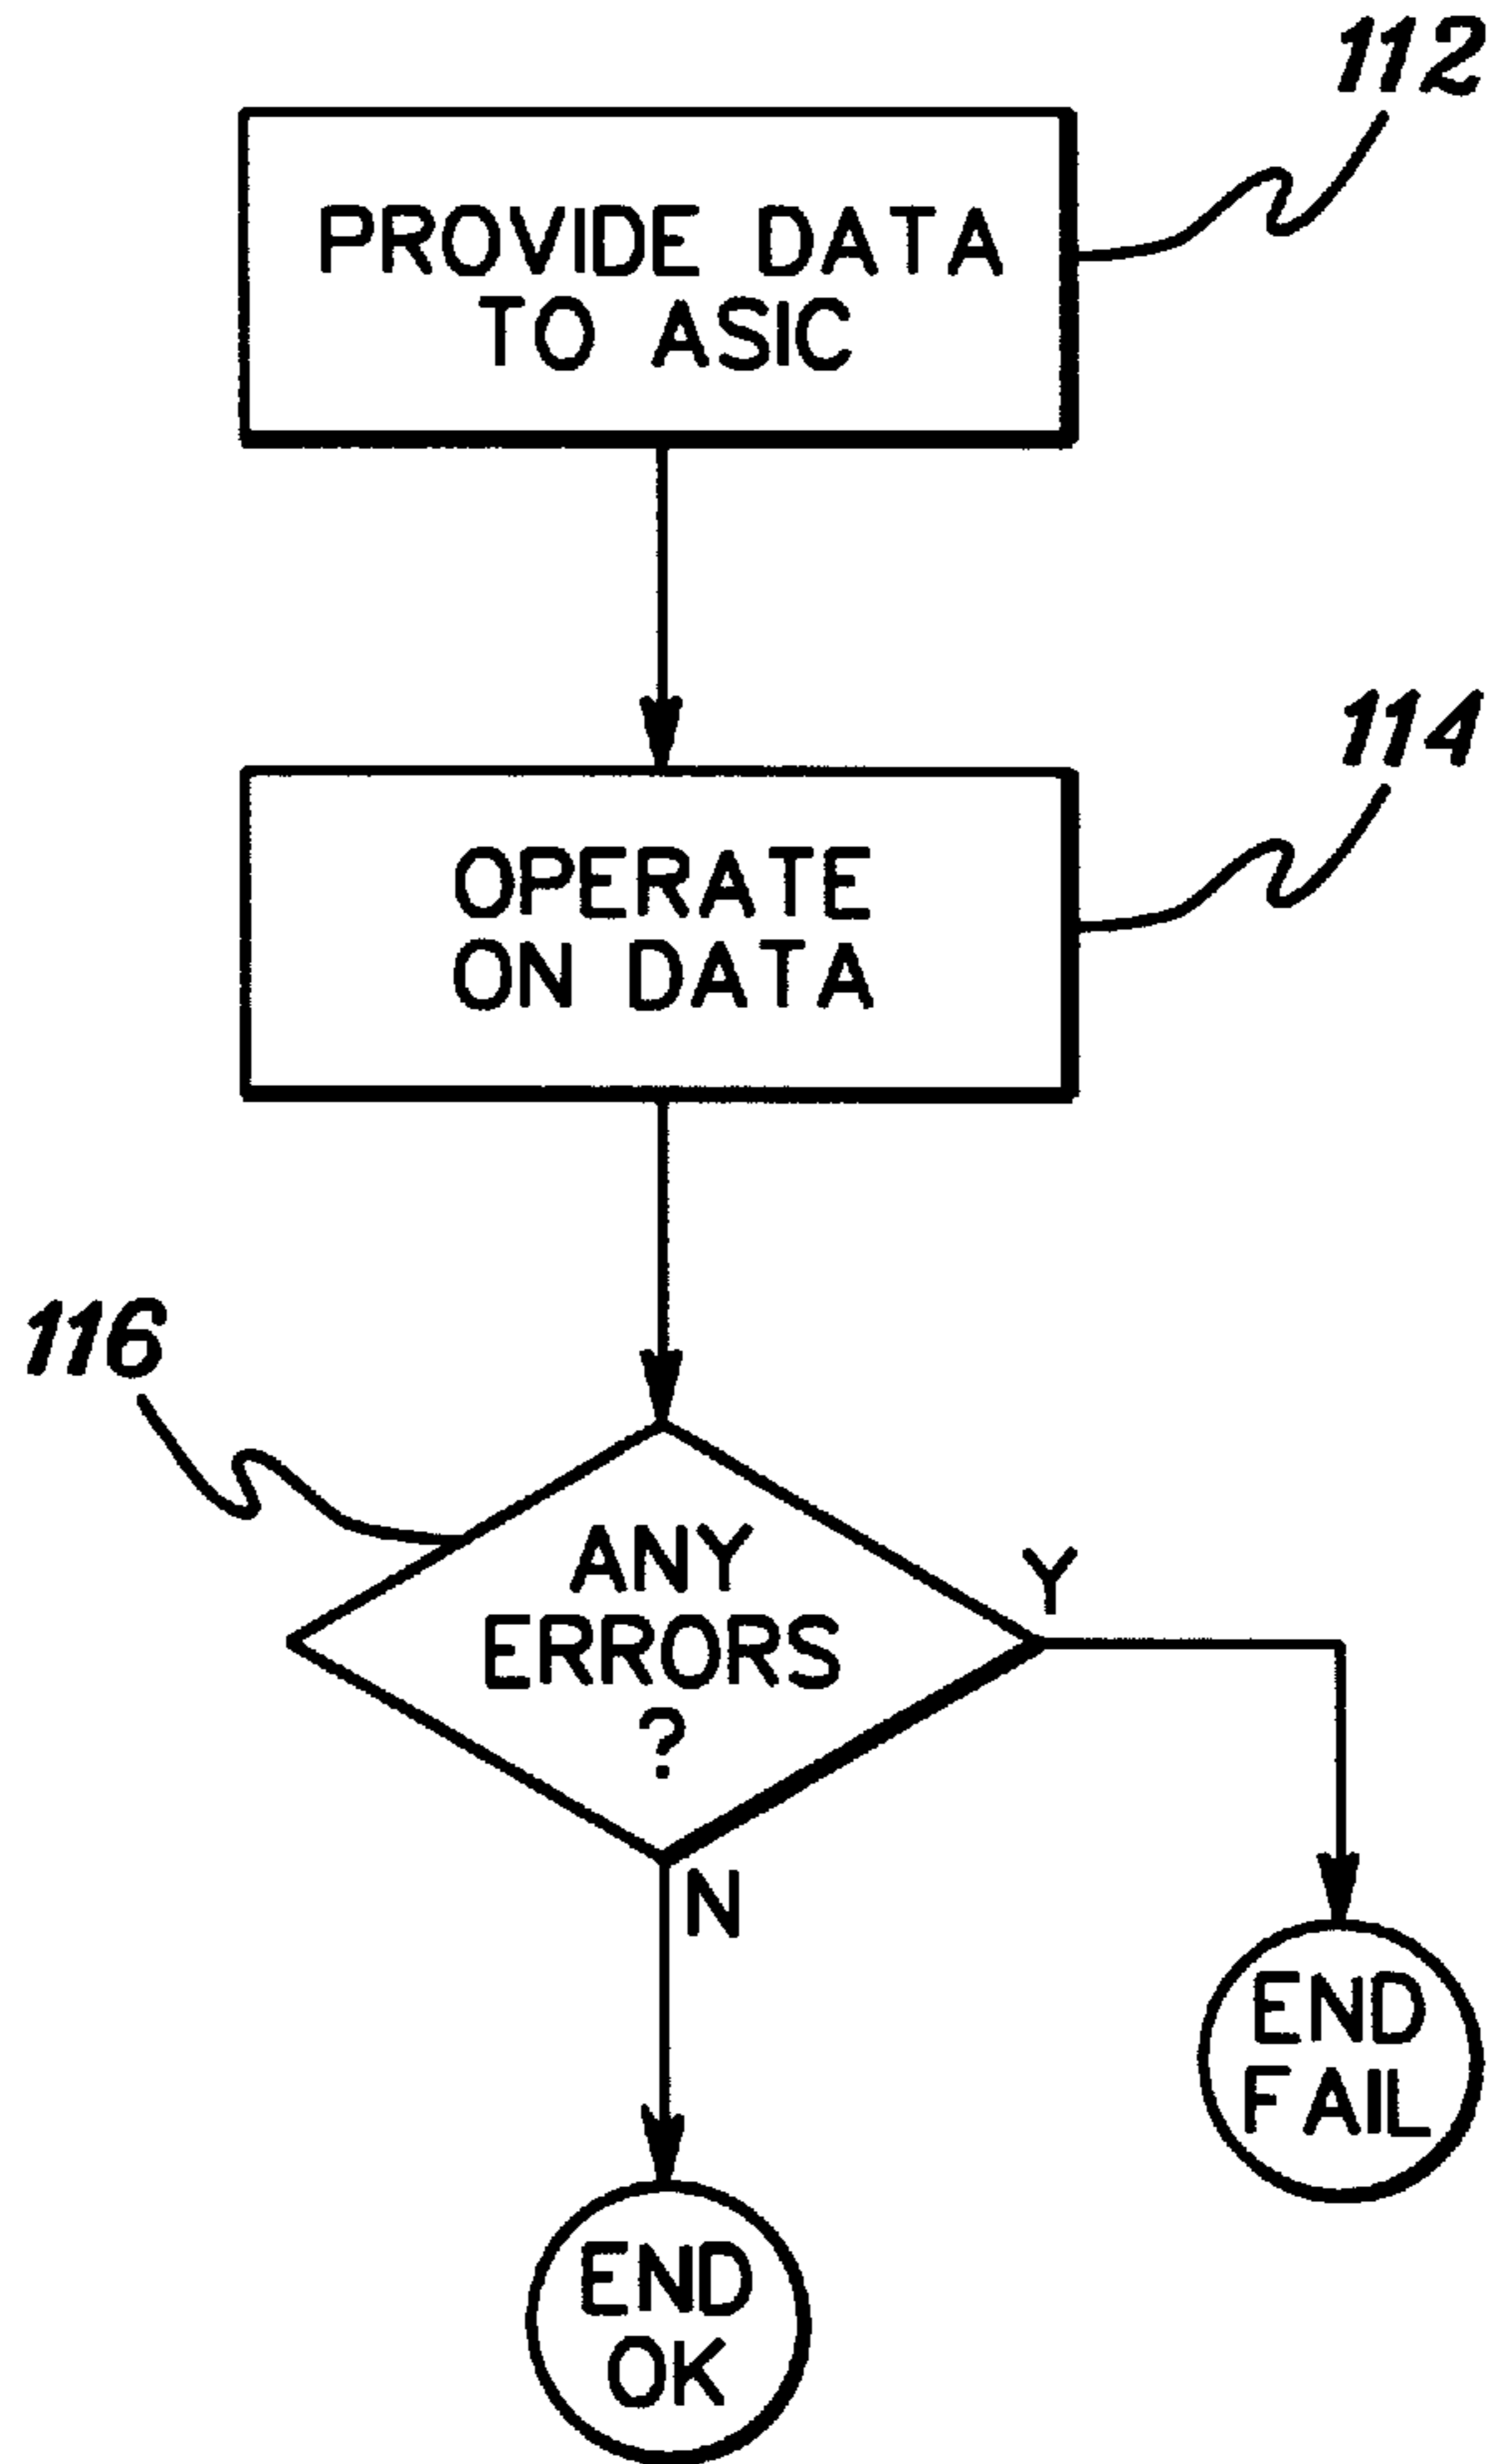 112
PROVIDE DATA
TO ASIC
114
OPERATE
ON DATA
116
ANY
ERRORS
?
Y
N
END
FAIL
END
OK